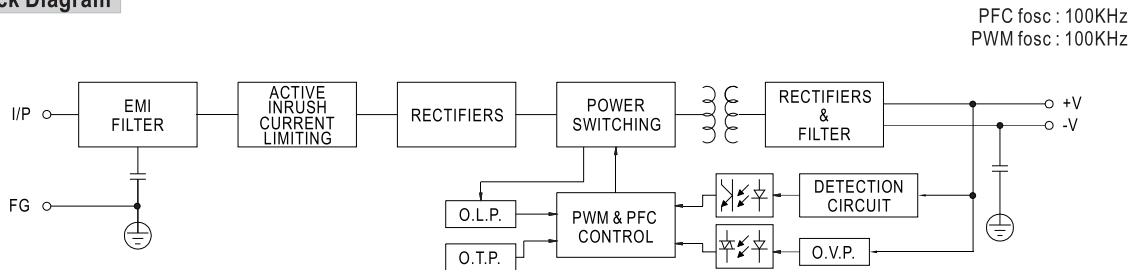 Diagram
PFC fosc : 100KHz
PWM fosc : 100KHz
I/P
EMI
FILTER
ACTIVE
INRUSH
CURRENT
LIMITING
RECTIFIERS
POWER
SWITCHING
RECTIFIERS
&
FILTER
+V
-V
FG
O.L.P.
PWM & PFC
CONTROL
DETECTION
CIRCUIT
O.T.P.
O.V.P.